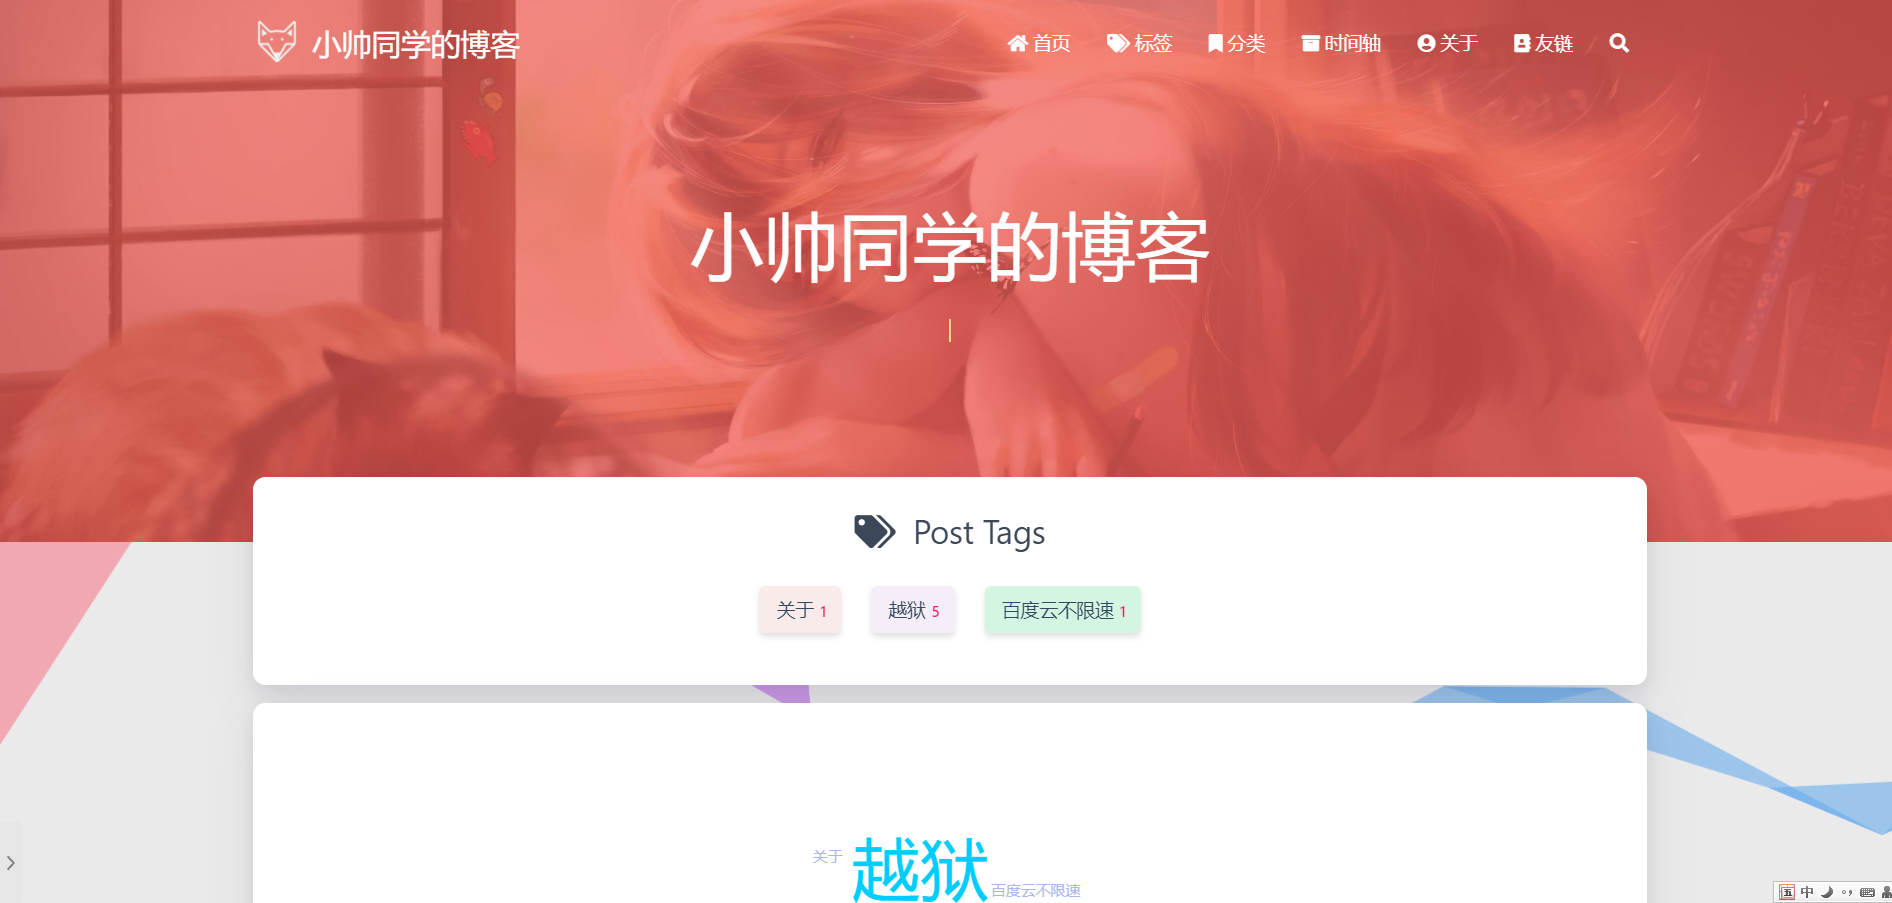 小帅同学的博客
首页 标签 分类 时间轴 关于 友链
小帅同学的博客
Post Tags
关于 1 越狱 5 百度云不限速 1
关于 越狱 百度云不限速
五 中